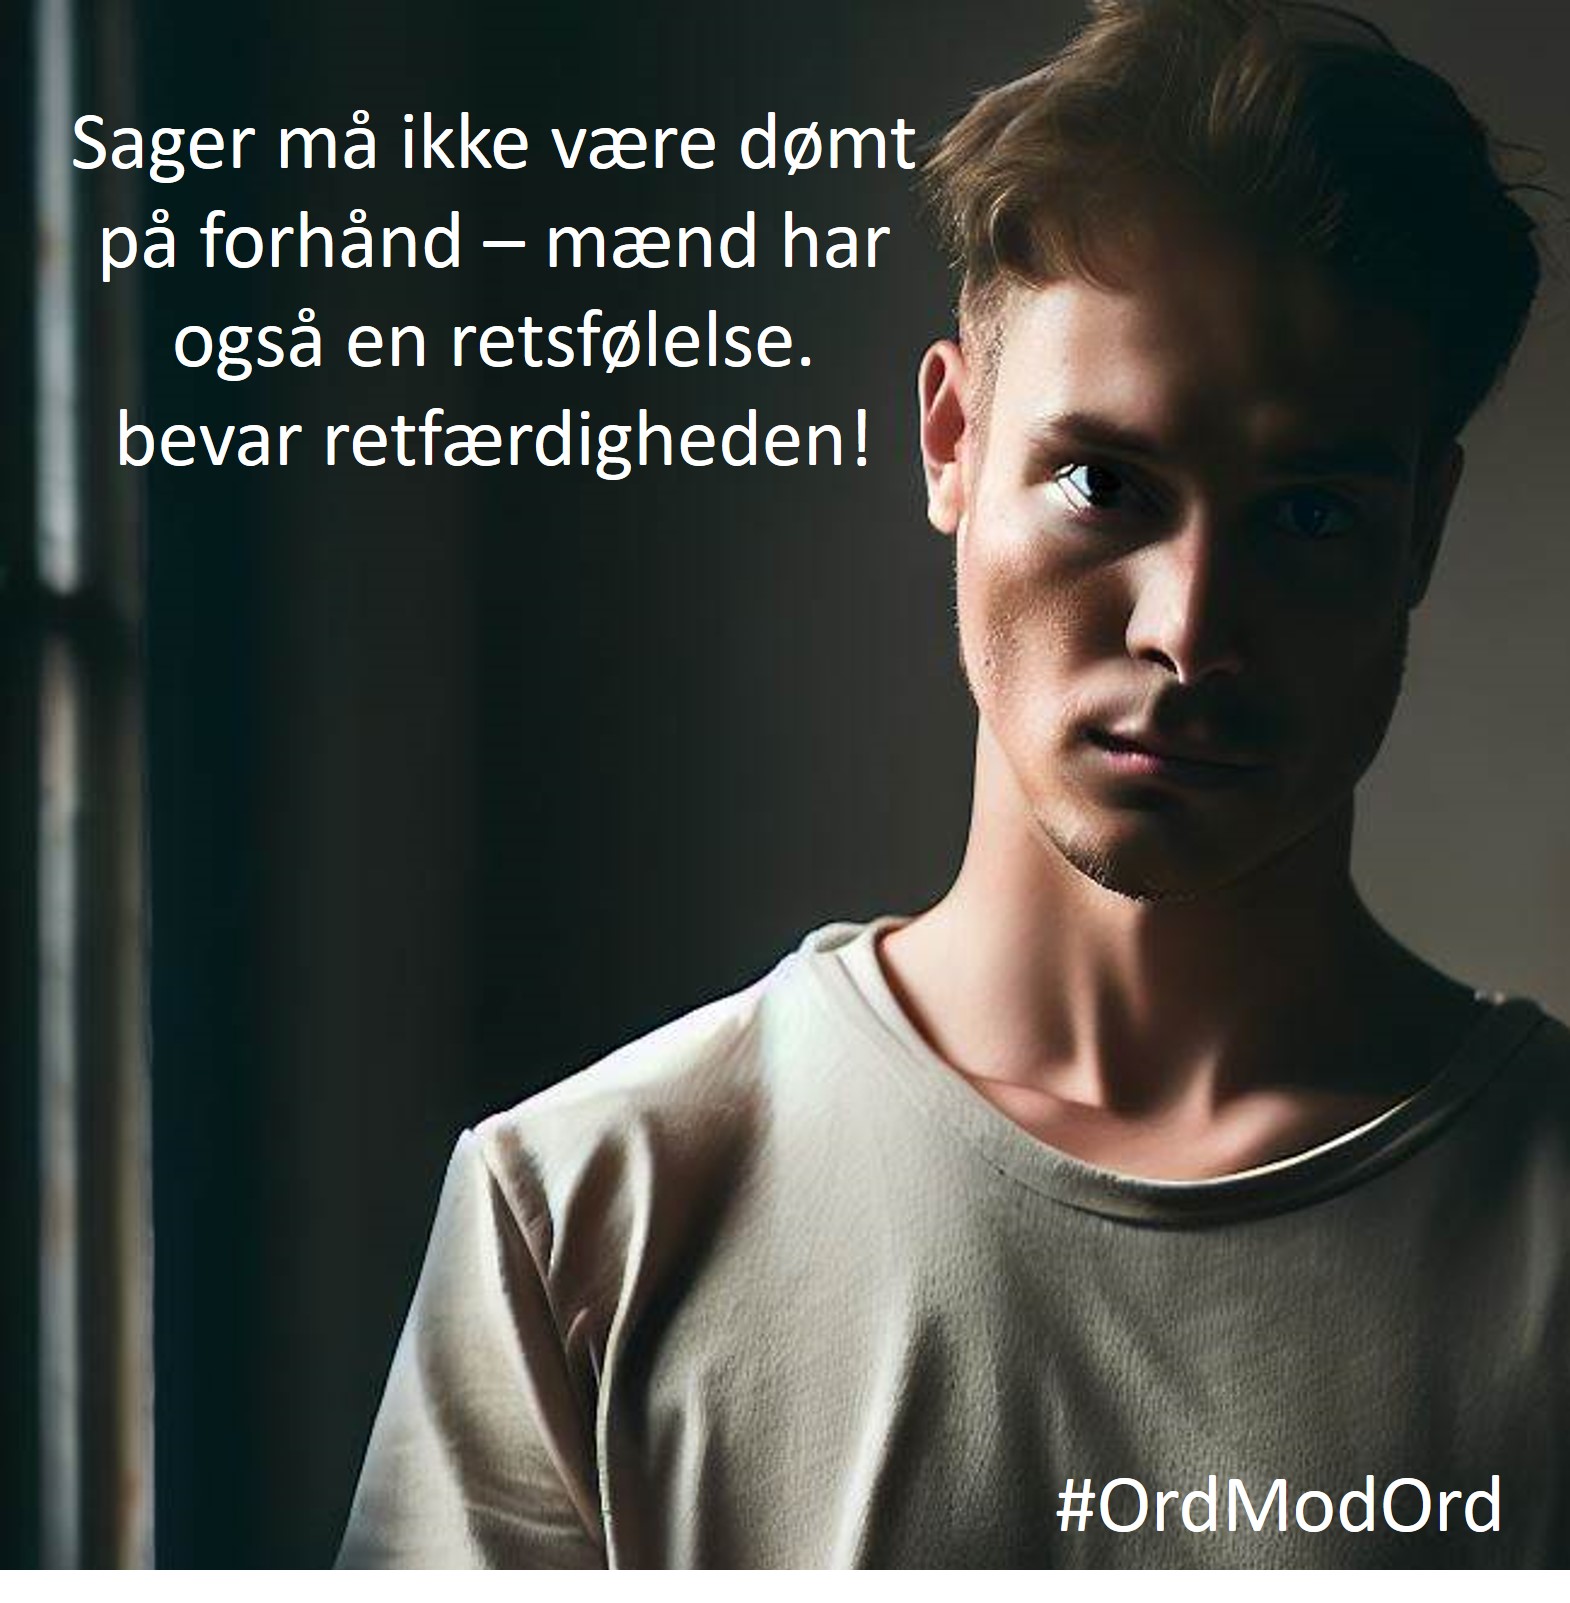 Sager må ikke være dømt
på forhånd – mænd har
også en retsfølelse.
bevar retfærdigheden!
#OrdModOrd